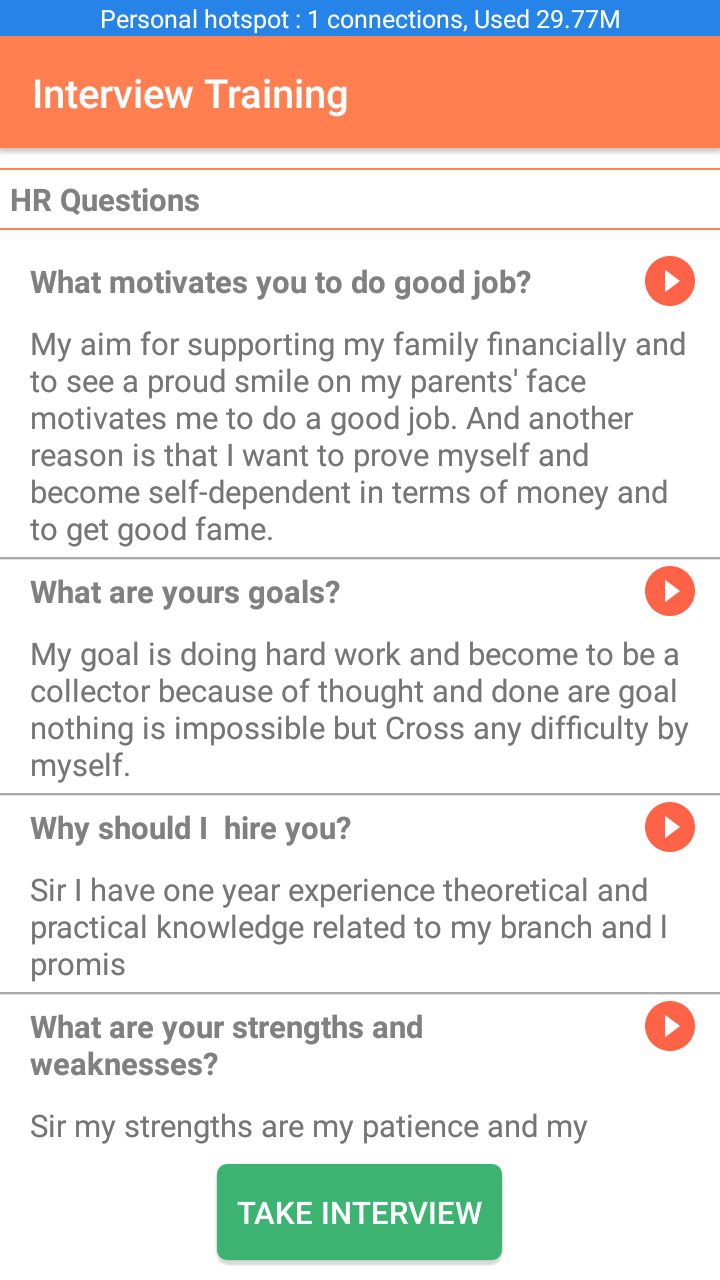 Personal hotspot : 1 connections, Used 29.77M
Interview Training
HR Questions
What motivates you to do good job?
My aim for supporting my family financially and
to see a proud smile on my parents' face
motivates me to do a good job. And another
reason is that I want to prove myself and
become self-dependent in terms of money and
to get good fame.
What are yours goals?
My goal is doing hard work and become to be a
collector because of thought and done are goal
nothing is impossible but Cross any difficulty by
myself.
Why should I  hire you?
Sir I have one year experience theoretical and
practical knowledge related to my branch and l
promis
What are your strengths and
weaknesses?
Sir my strengths are my patience and my
TAKE INTERVIEW